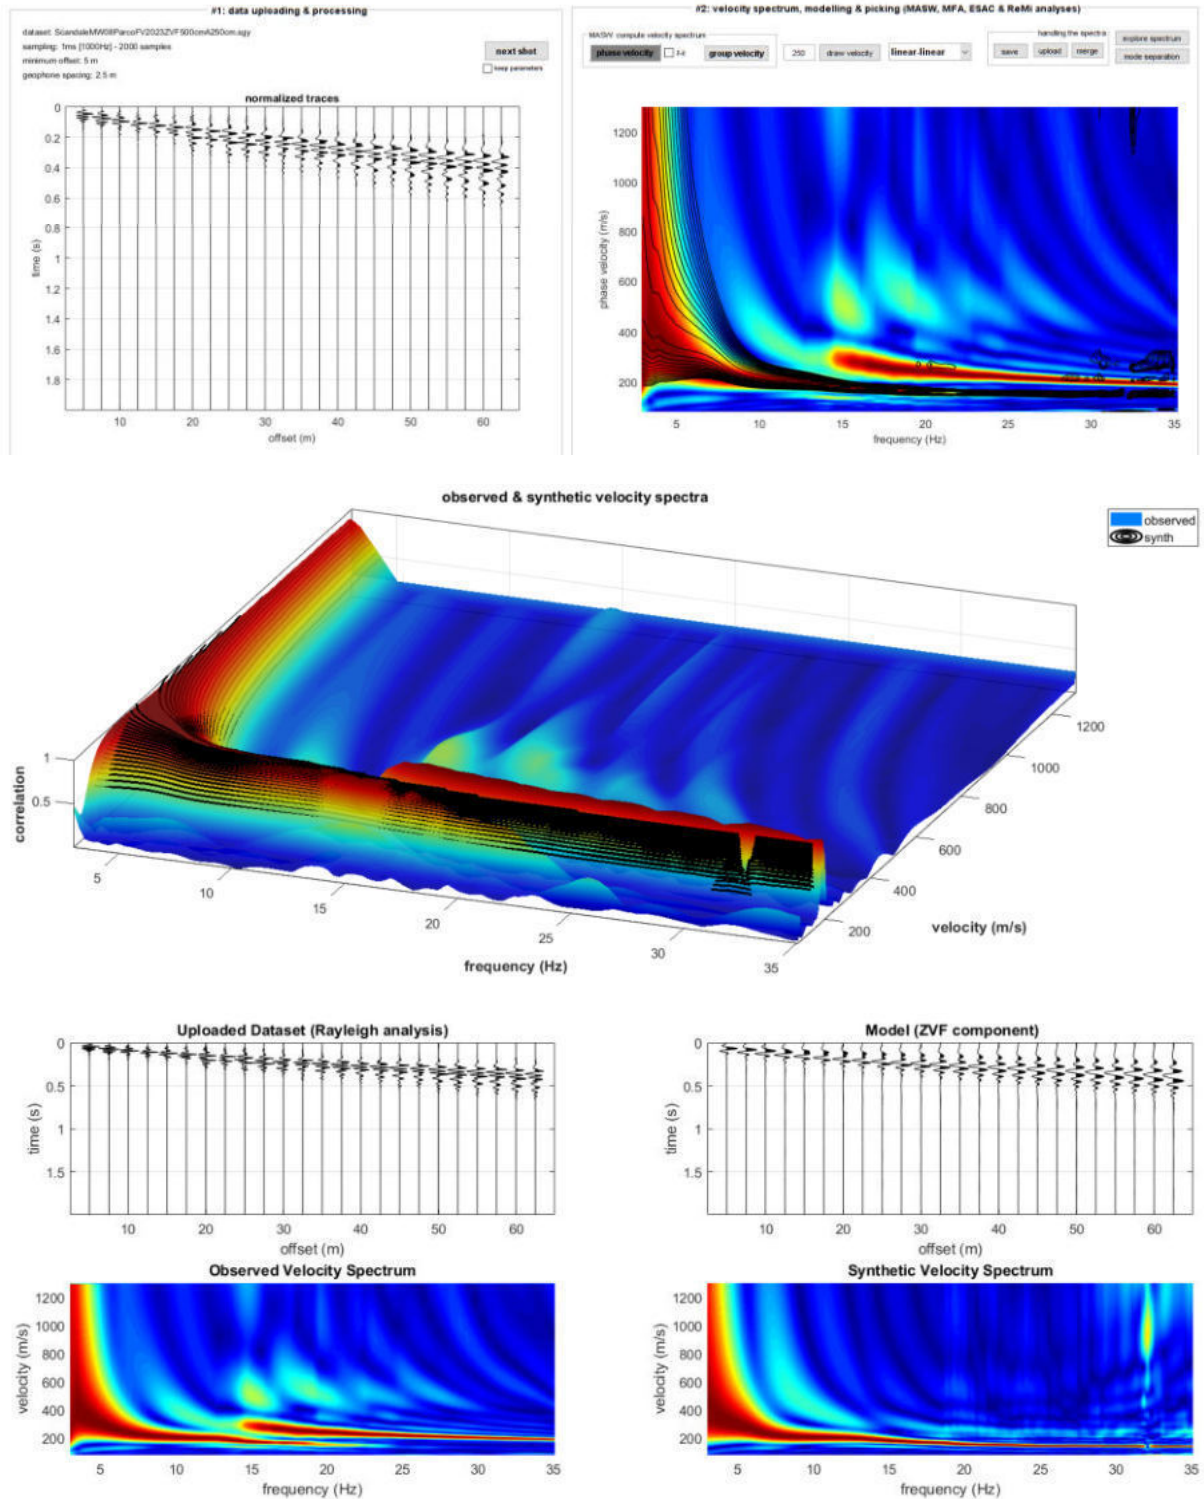 #1: data uploading & processing
dataset: ScandaleMW08ParcoFV2023ZVF500cmA250cm.sgy
sampling: 1ms [1000Hz] - 2000 samples
minimum offset: 5 m
geophone spacing: 2.5 m
next shot
keep parameters
normalized traces
0
0.2
0.4
0.6
0.8
1
1.2
1.4
1.6
1.8
time (s)
10 20 30 40 50 60
offset (m)
#2: velocity spectrum, modelling & picking (MASW, MFA, ESAC & ReMi analyses)
MASW: compute velocity spectrum
phase velocity
f-k
group velocity
250
draw velocity
linear-linear
handling the spectra
save
upload
merge
explore spectrum
mode separation
1200
1000
800
600
400
200
phase velocity (m/s)
5 10 15 20 25 30 35
frequency (Hz)
observed & synthetic velocity spectra
observed
synth
1
0.5
correlation
5 10 15 20 25 30 35
frequency (Hz)
200 400 600 800 1000 1200
velocity (m/s)
Uploaded Dataset (Rayleigh analysis)
0
0.5
1
1.5
time (s)
10 20 30 40 50 60
offset (m)
Model (ZVF component)
0
0.5
1
1.5
time (s)
10 20 30 40 50 60
offset (m)
Observed Velocity Spectrum
1200
1000
800
600
400
200
velocity (m/s)
5 10 15 20 25 30 35
frequency (Hz)
Synthetic Velocity Spectrum
1200
1000
800
600
400
200
velocity (m/s)
5 10 15 20 25 30 35
frequency (Hz)